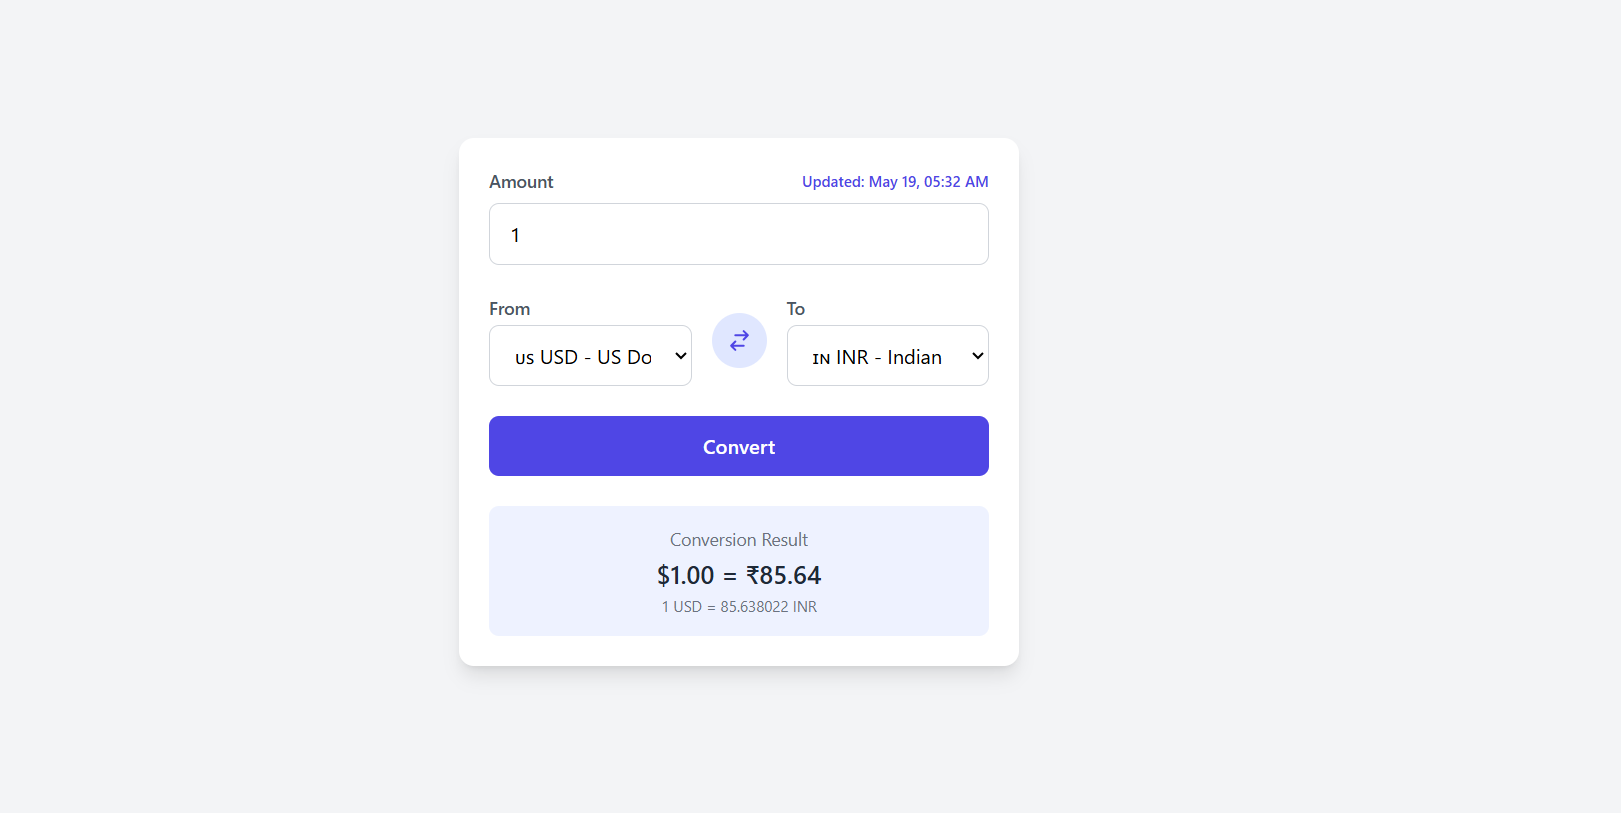 Amount
Updated: May 19, 05:32 AM
1
From
To
us USD - US Do
IN INR - Indian
Convert
Conversion Result
$1.00 = ₹85.64
1 USD = 85.638022 INR